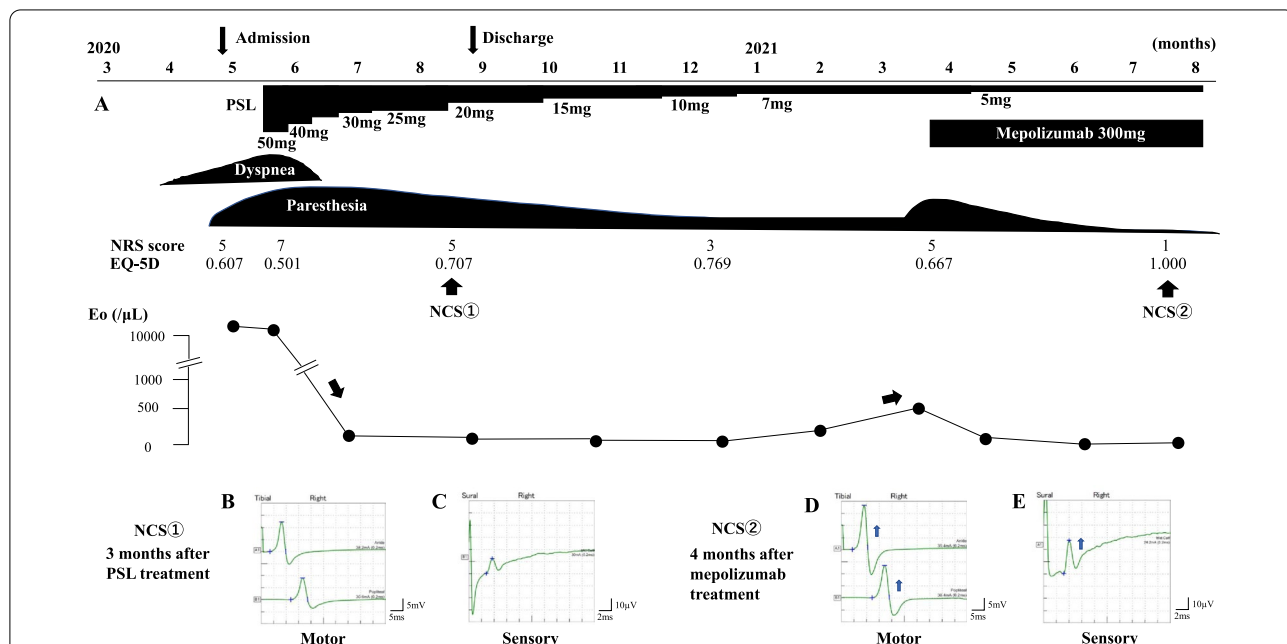 Admission Discharge
2020 2021 (months)
3 4 5 6 7 8 9 10 11 12 1 2 3 4 5 6 7 8
A
PSL
50mg 40mg 30mg 25mg 20mg 15mg 10mg 7mg 5mg
Mepolizumab 300mg
Dyspnea
Paresthesia
NRS score 5 7 5 3 5 1
EQ-5D 0.607 0.501 0.707 0.769 0.667 1.000
NCS① NCS②
Eo (/μL)
10000
1000
500
0
B Tibial Right
C Sural Right
D Tibial Right
E Sural Right
NCS①
3 months after
PSL treatment
NCS②
4 months after
mepolizumab
treatment
5mV
5ms
10μV
2ms
5mV
5ms
10μV
2ms
Motor Sensory Motor Sensory